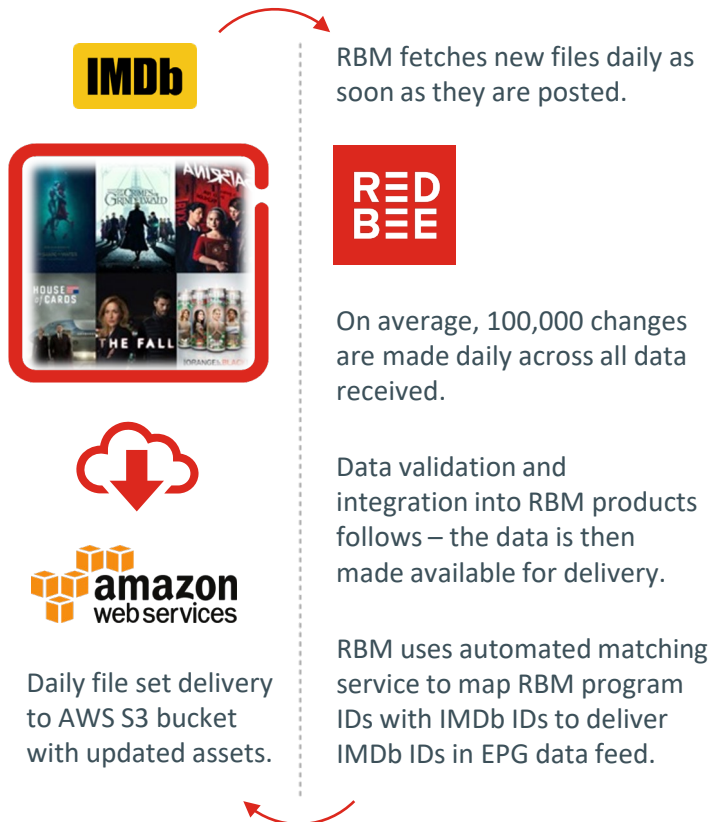 IMDb
THE CRIMES OF
GRINDELWALD
HOUSE
of CARDS
THE FALL
amazon
web services
Daily file set delivery
to AWS S3 bucket
with updated assets.
RBM fetches new files daily as
soon as they are posted.
RED
BEE
On average, 100,000 changes
are made daily across all data
received.
Data validation and
integration into RBM products
follows – the data is then
made available for delivery.
RBM uses automated matching
service to map RBM program
IDs with IMDb IDs to deliver
IMDb IDs in EPG data feed.